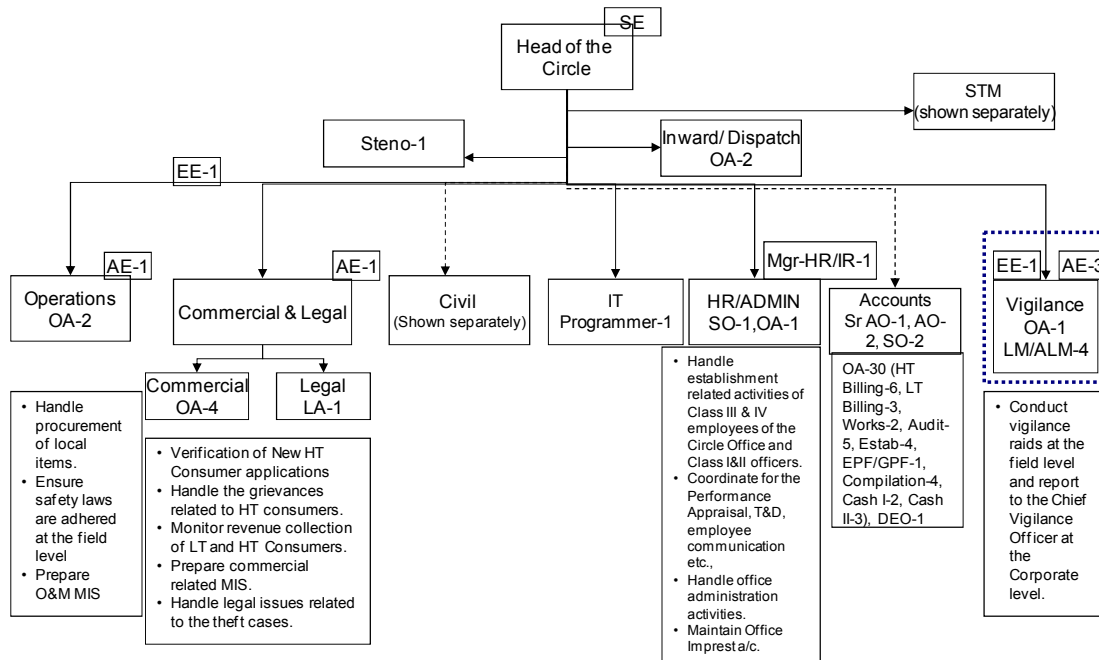 SE
Head of the
Circle
STM
(shown separately)
Steno-1
Inward/ Dispatch
OA-2
EE-1
AE-1
Operations
OA-2
AE-1
Commercial & Legal
Civil
(Shown separately)
IT
Programmer-1
Mgr-HR/IR-1
HR/ADMIN
SO-1,OA-1
Accounts
Sr AO-1, AO-
2, SO-2
EE-1
AE-3
Vigilance
OA-1
LM/ALM-4
Commercial
OA-4
Legal
LA-1
• Handle
procurement
of local
items.
• Ensure
safety laws
are adhered
at the field
level
• Prepare
O&M MIS
• Verification of New HT
Consumer applications
• Handle the grievances
related to HT consumers.
• Monitor revenue collection
of LT and HT Consumers.
• Prepare commercial
related MIS.
• Handle legal issues related
to the theft cases.
• Handle
establishment
related activities of
Class III & IV
employees of the
Circle Office and
Class I&II officers.
• Coordinate for the
Performance
Appraisal, T&D,
employee
communication
etc.,
• Handle office
administration
activities.
• Maintain Office
Imprest a/c.
OA-30 (HT
Billing-6, LT
Billing-3,
Works-2, Audit-
5, Estab-4,
EPF/GPF-1,
Compilation-4,
Cash I-2, Cash
II-3), DEO-1
• Conduct
vigilance
raids at the
field level
and report
to the Chief
Vigilance
Officer at
the
Corporate
level.